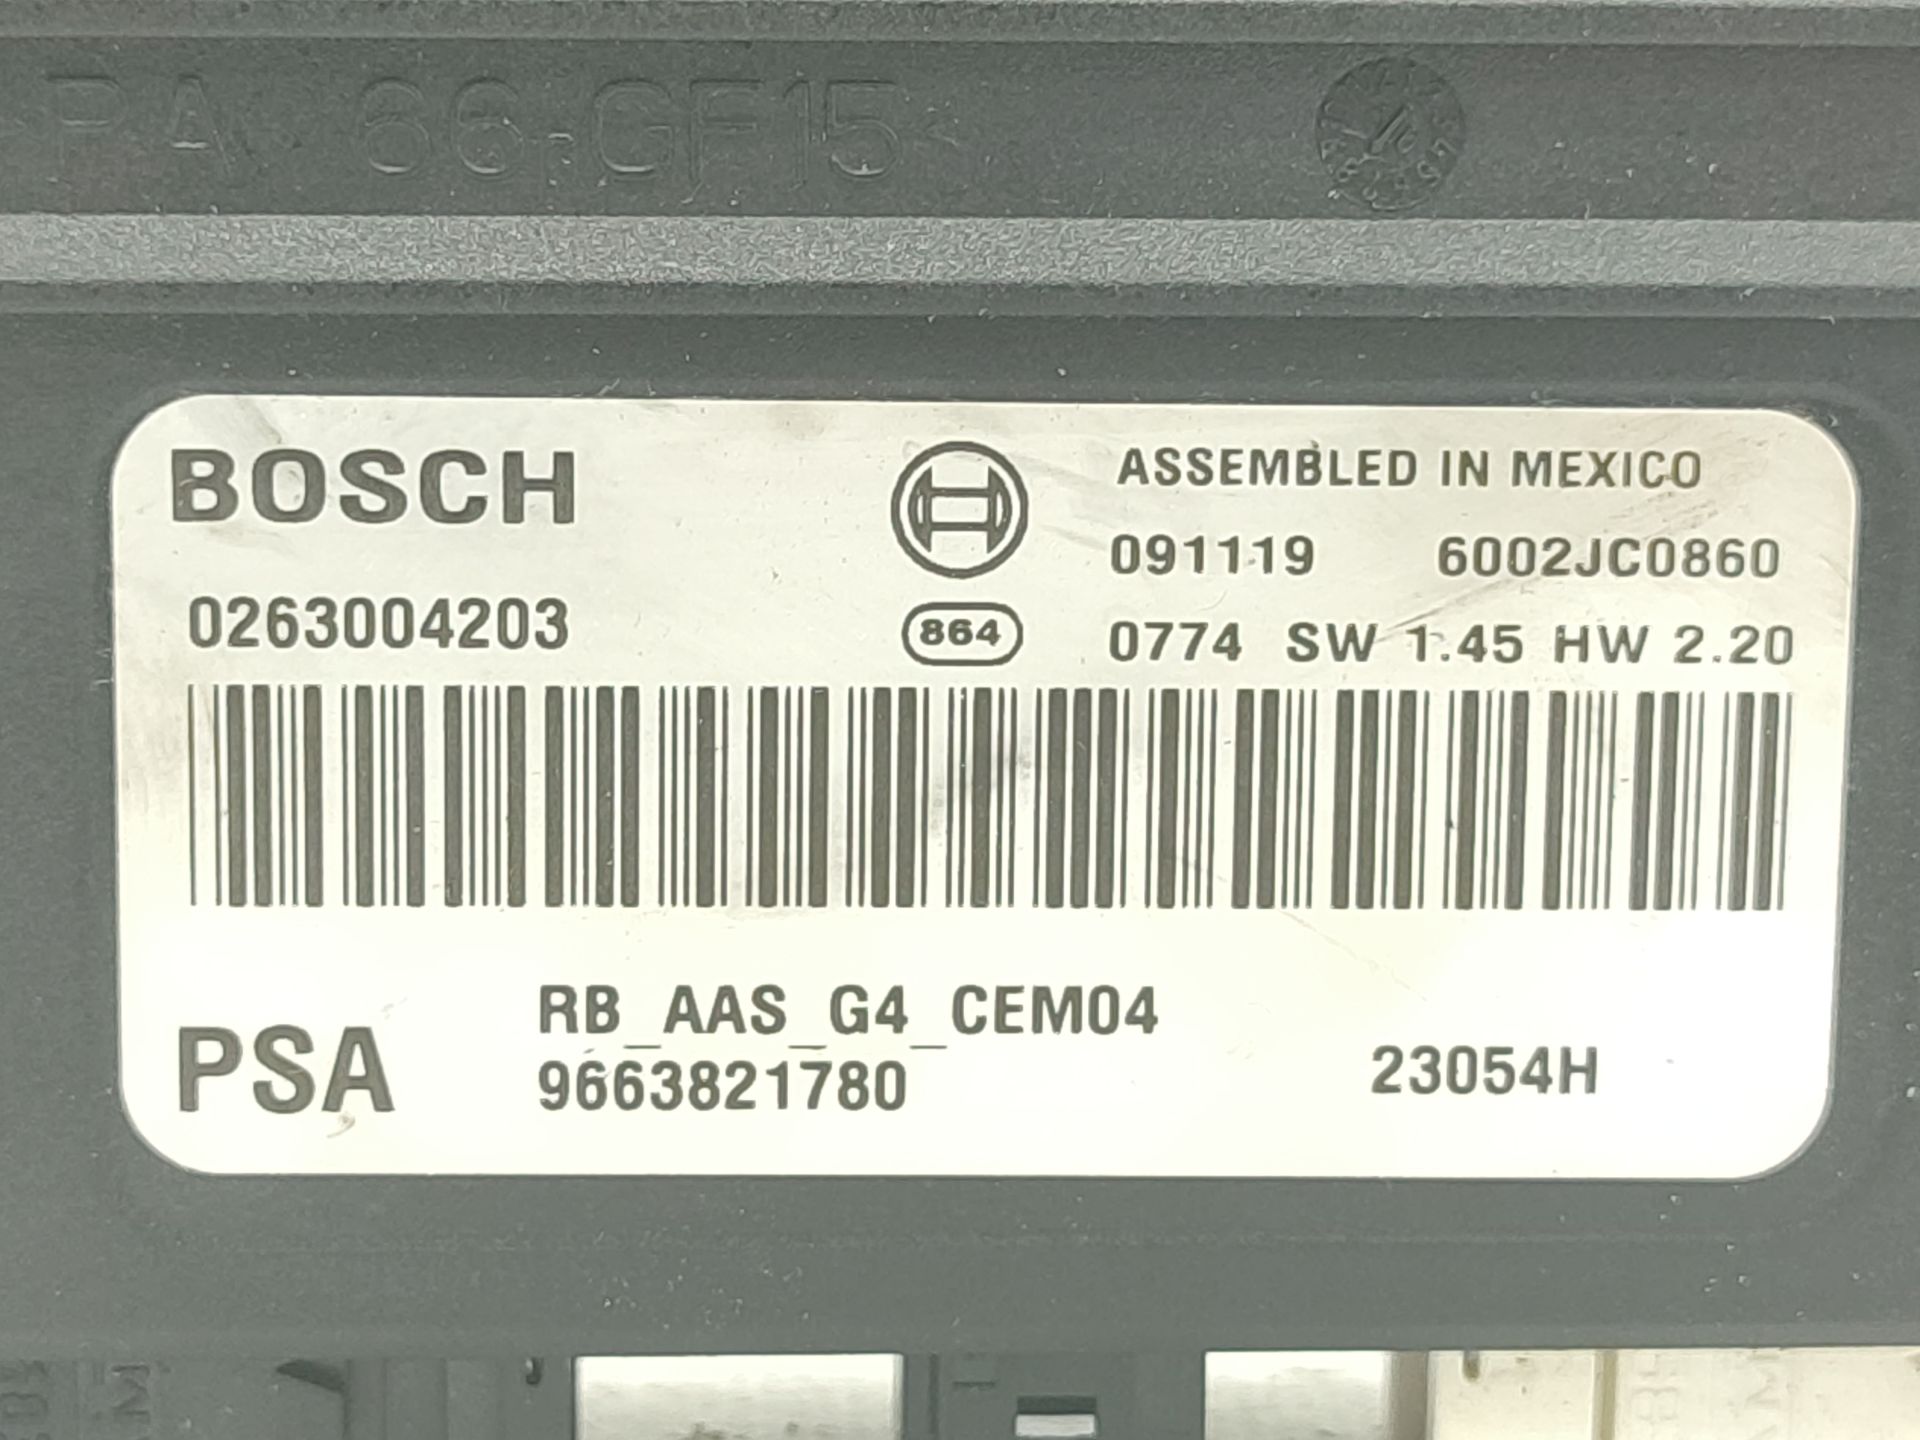 PA 66-GF15
BOSCH
ASSEMBLED IN MEXICO
091119 6002JC0860
0263004203
864
0774 SW 1.45 HW 2.20
RB_AAS_G4_CEM04
PSA
9663821780
23054H